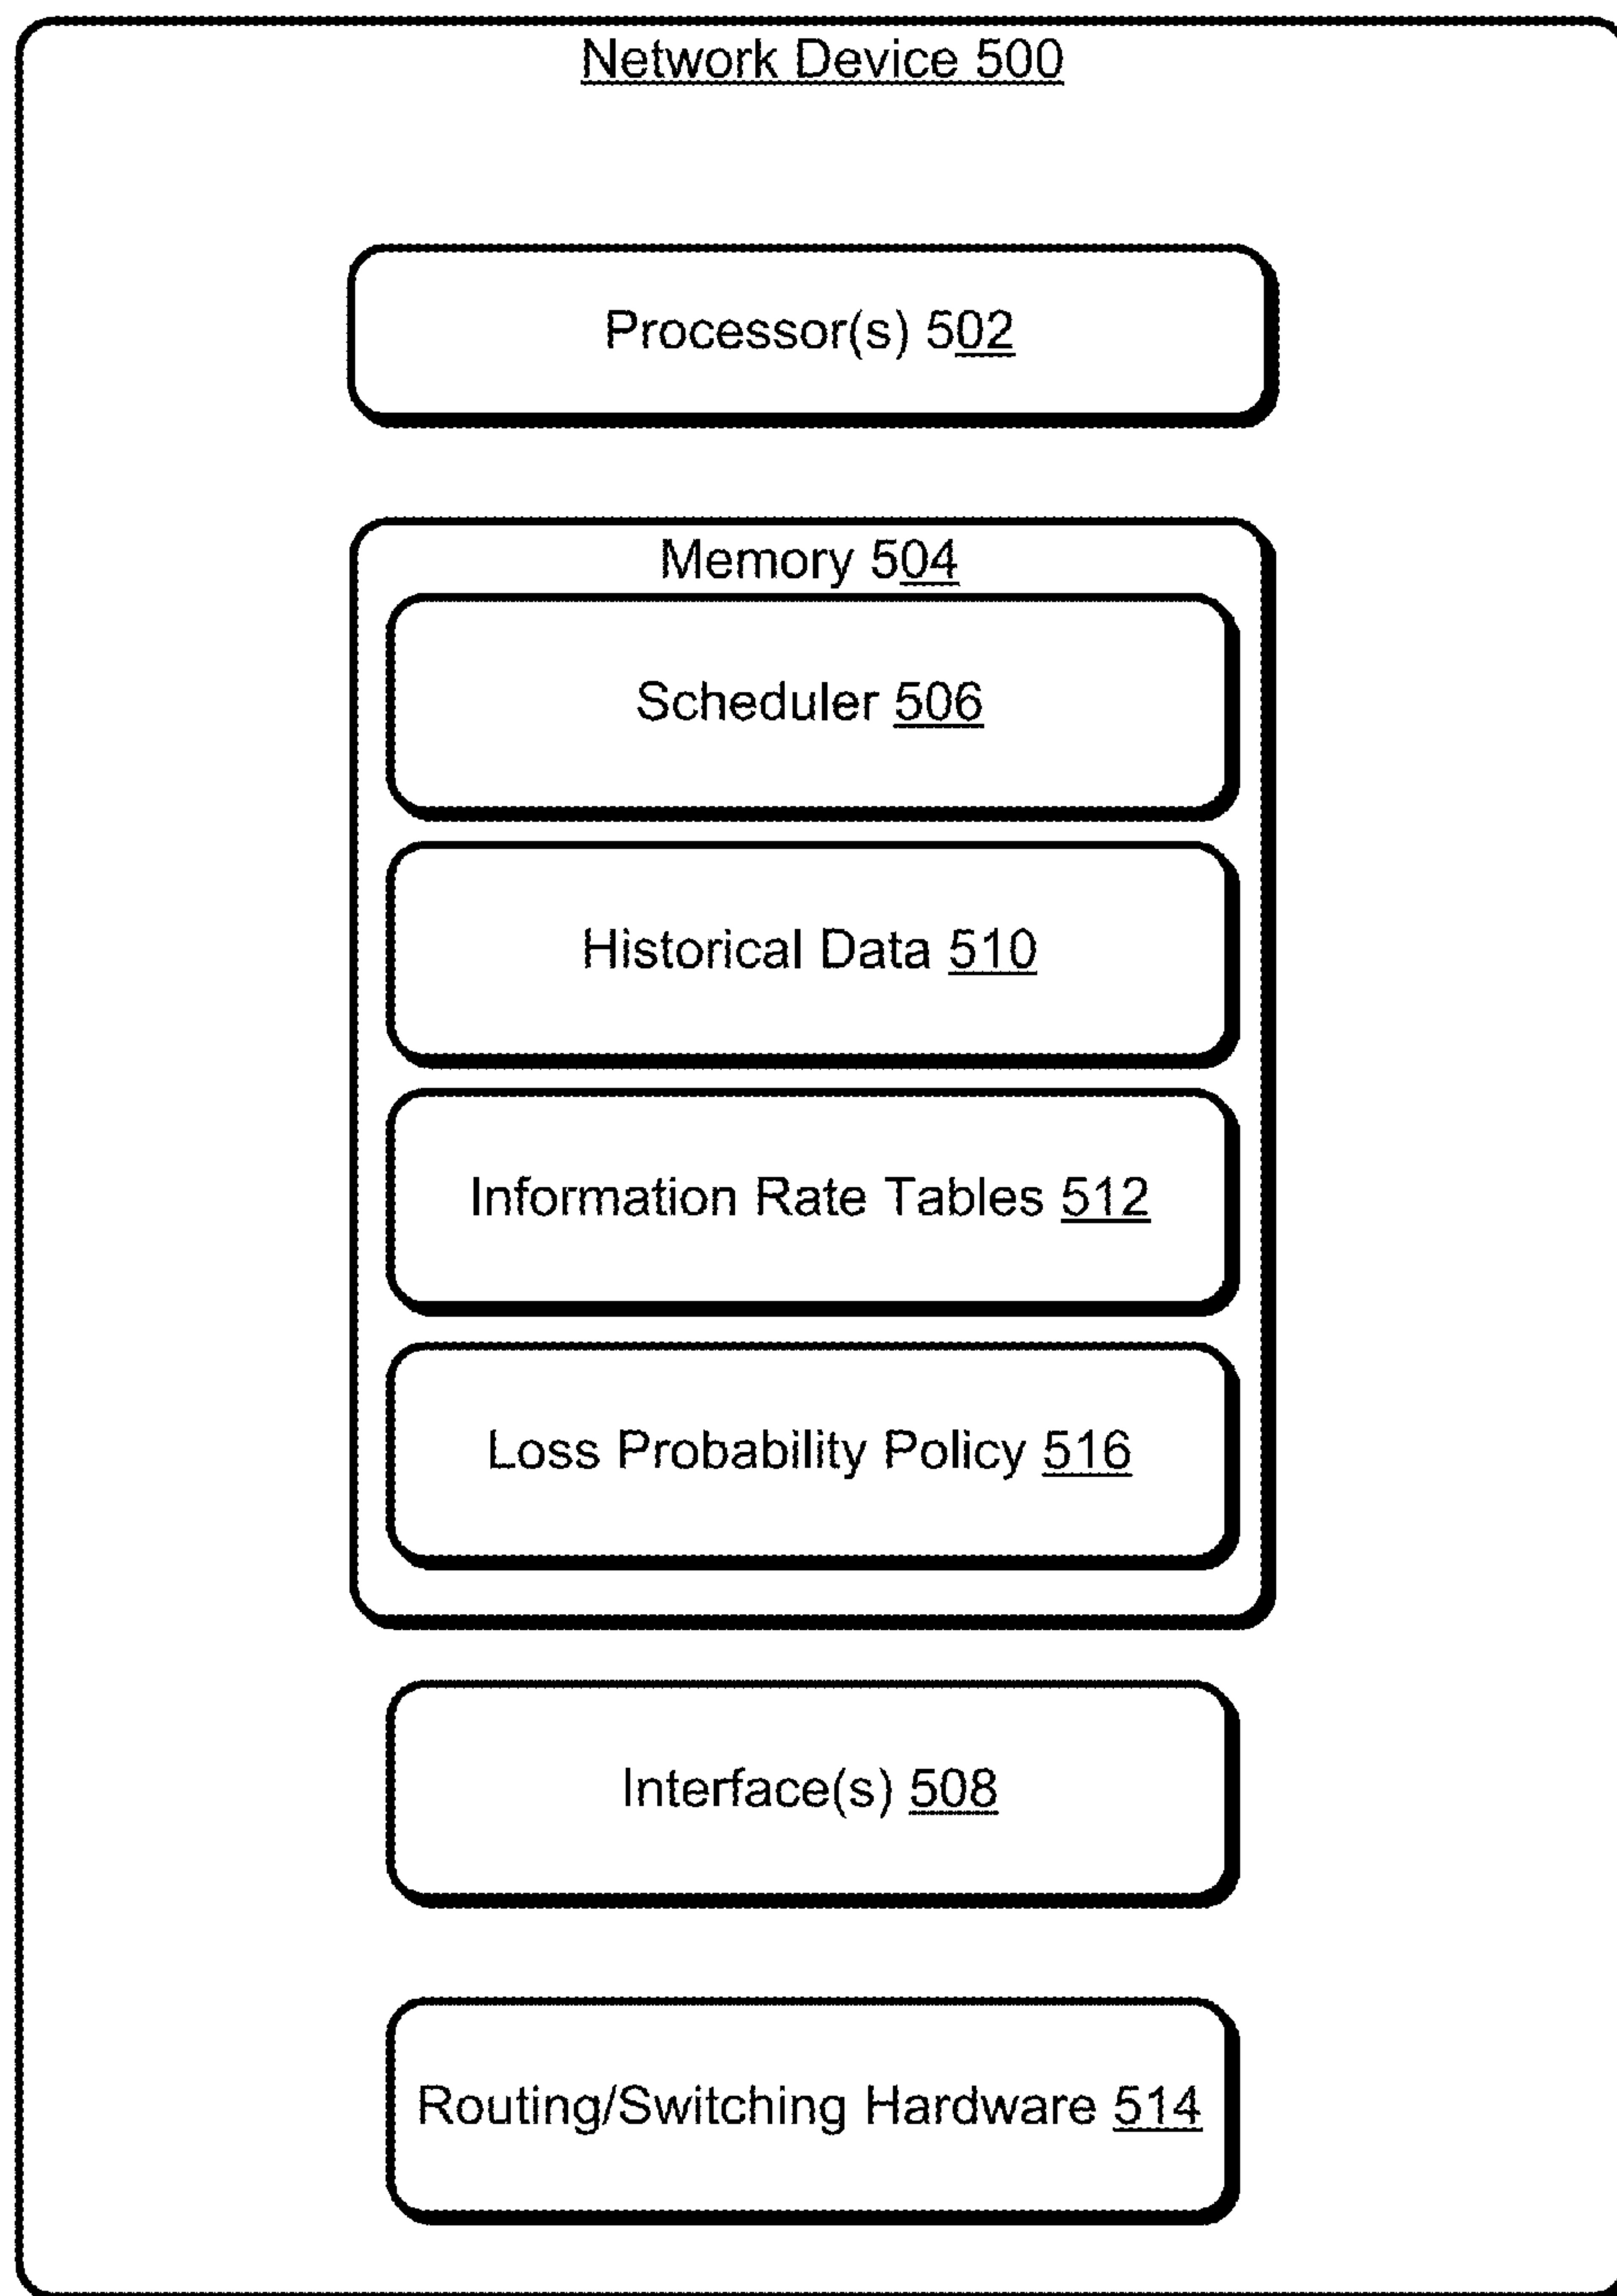 Network Device 500
Processor(s) 502
Memory 504
Scheduler 506
Historical Data 510
Information Rate Tables 512
Loss Probability Policy 516
Interface(s) 508
Routing/Switching Hardware 514